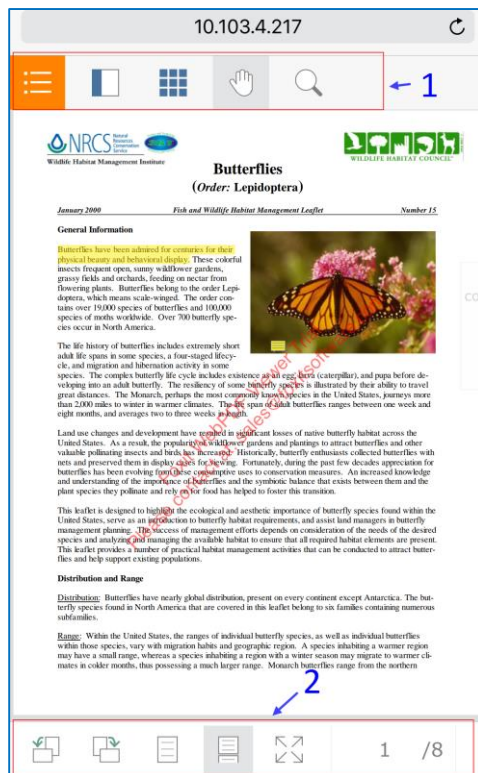 10.103.4.217
1
NRCS Natural Resources Conservation Service
Wildlife Habitat Management Institute
WILDLIFE HABITAT COUNCIL
Butterflies
(Order: Lepidoptera)
January 2000 Fish and Wildlife Habitat Management Leaflet Number 15
General Information
Butterflies have been admired for centuries for their
physical beauty and behavioral display. These colorful
insects frequent open, sunny wildflower gardens,
grassy fields and orchards, feeding on nectar from
flowering plants. Butterflies belong to the order Lepi-
doptera, which means scale-winged. The order con-
tains over 19,000 species of butterflies and 100,000
species of moths worldwide. Over 700 butterfly spe-
cies occur in North America.
The life history of butterflies includes extremely short
adult life spans in some species, a four-staged lifecy-
cle, and migration and hibernation activity in some
species. The complex butterfly life cycle includes existence as an egg, larva (caterpillar), and pupa before de-
veloping into an adult butterfly. The resiliency of some butterfly species is illustrated by their ability to travel
great distances. The Monarch, perhaps the most commonly known species in the United States, journeys more
than 2,000 miles to winter in warmer climates. The life span of adult butterflies ranges between one week and
eight months, and averages two to three weeks in length.
Land use changes and development have resulted in significant losses of native butterfly habitat across the
United States. As a result, the popularity of wildflower gardens and plantings to attract butterflies and other
valuable pollinating insects and birds has increased. Historically, butterfly enthusiasts collected butterflies with
nets and preserved them in display cases for viewing. Fortunately, during the past few decades appreciation for
butterflies has been evolving from these consumptive uses to conservation measures. An increased knowledge
and understanding of the importance of butterflies and the symbiotic balance that exists between them and the
plant species they pollinate and rely on for food has helped to foster this transition.
This leaflet is designed to highlight the ecological and aesthetic importance of butterfly species found within the
United States, serve as an introduction to butterfly habitat requirements, and assist land managers in butterfly
management planning. The success of management efforts depends on consideration of the needs of the desired
species and analyzing and managing the available habitat to ensure that all required habitat elements are present.
This leaflet provides a number of practical habitat management activities that can be conducted to attract butter-
flies and help support existing populations.
Distribution and Range
Distribution: Butterflies have nearly global distribution, present on every continent except Antarctica. The but-
terfly species found in North America that are covered in this leaflet belong to six families containing numerous
subfamilies.
Range: Within the United States, the ranges of individual butterfly species, as well as individual butterflies
within those species, vary with migration habits and geographic region. A species inhabiting a warmer region
may have a small range, whereas a species inhabiting a region with a winter season may migrate to warmer cli-
mates in colder months, thus possessing a much larger range. Monarch butterflies range from the northern
2
1 /8